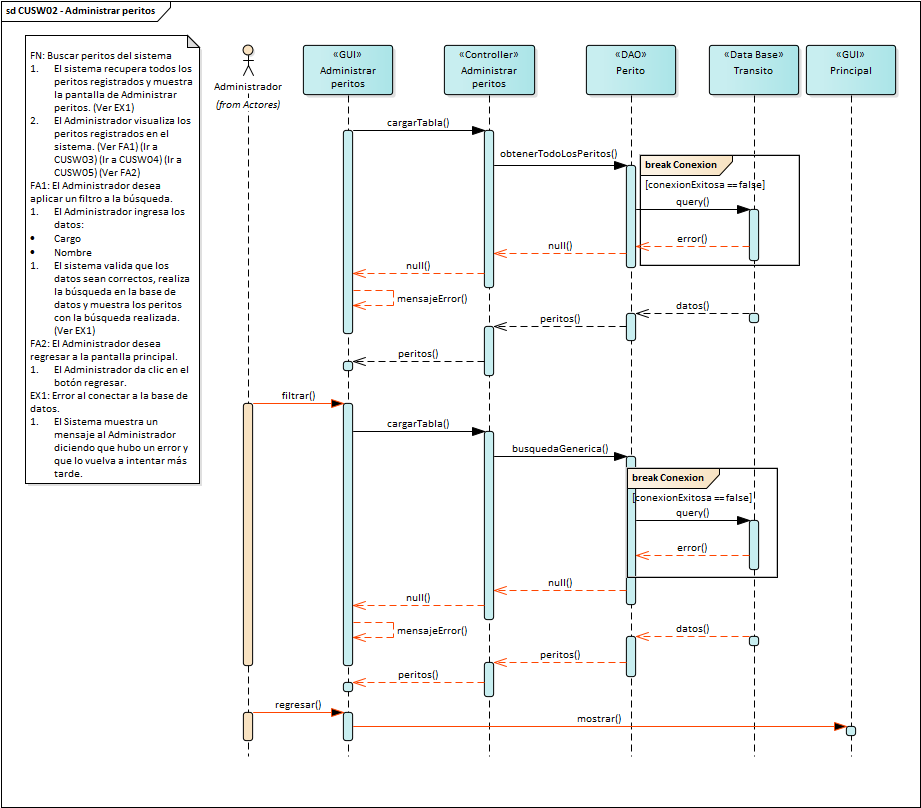 sd CUSW02 - Administrar peritos
FN: Buscar peritos del sistema
1. El sistema recupera todos los
peritos registrados y muestra
la pantalla de Administrar
peritos. (Ver EX1)
2. El Administrador visualiza los
peritos registrados en el
sistema. (Ver FA1) (Ir a
CUSW03) (Ir a CUSW04) (Ir a
CUSW05) (Ver FA2)
FA1: El Administrador desea
aplicar un filtro a la búsqueda.
1. El Administrador ingresa los
datos:
• Cargo
• Nombre
1. El sistema valida que los
datos sean correctos, realiza
la búsqueda en la base de
datos y muestra los peritos
con la búsqueda realizada.
(Ver EX1)
FA2: El Administrador desea
regresar a la pantalla principal.
1. El Administrador da clic en el
botón regresar.
EX1: Error al conectar a la base de
datos.
1. El Sistema muestra un
mensaje al Administrador
diciendo que hubo un error y
que lo vuelva a intentar más
tarde.
Administrador
(from Actores)
«GUI»
Administrar
peritos
«Controller»
Administrar
peritos
«DAO»
Perito
«Data Base»
Transito
«GUI»
Principal
cargarTabla()
obtenerTodoLosPeritos()
break Conexion
[conexionExitosa ==false]
query()
error()
null()
null()
mensajeError()
datos()
peritos()
peritos()
filtrar()
cargarTabla()
busquedaGenerica()
break Conexion
[conexionExitosa ==false]
query()
error()
null()
null()
mensajeError()
datos()
peritos()
peritos()
regresar()
mostrar()